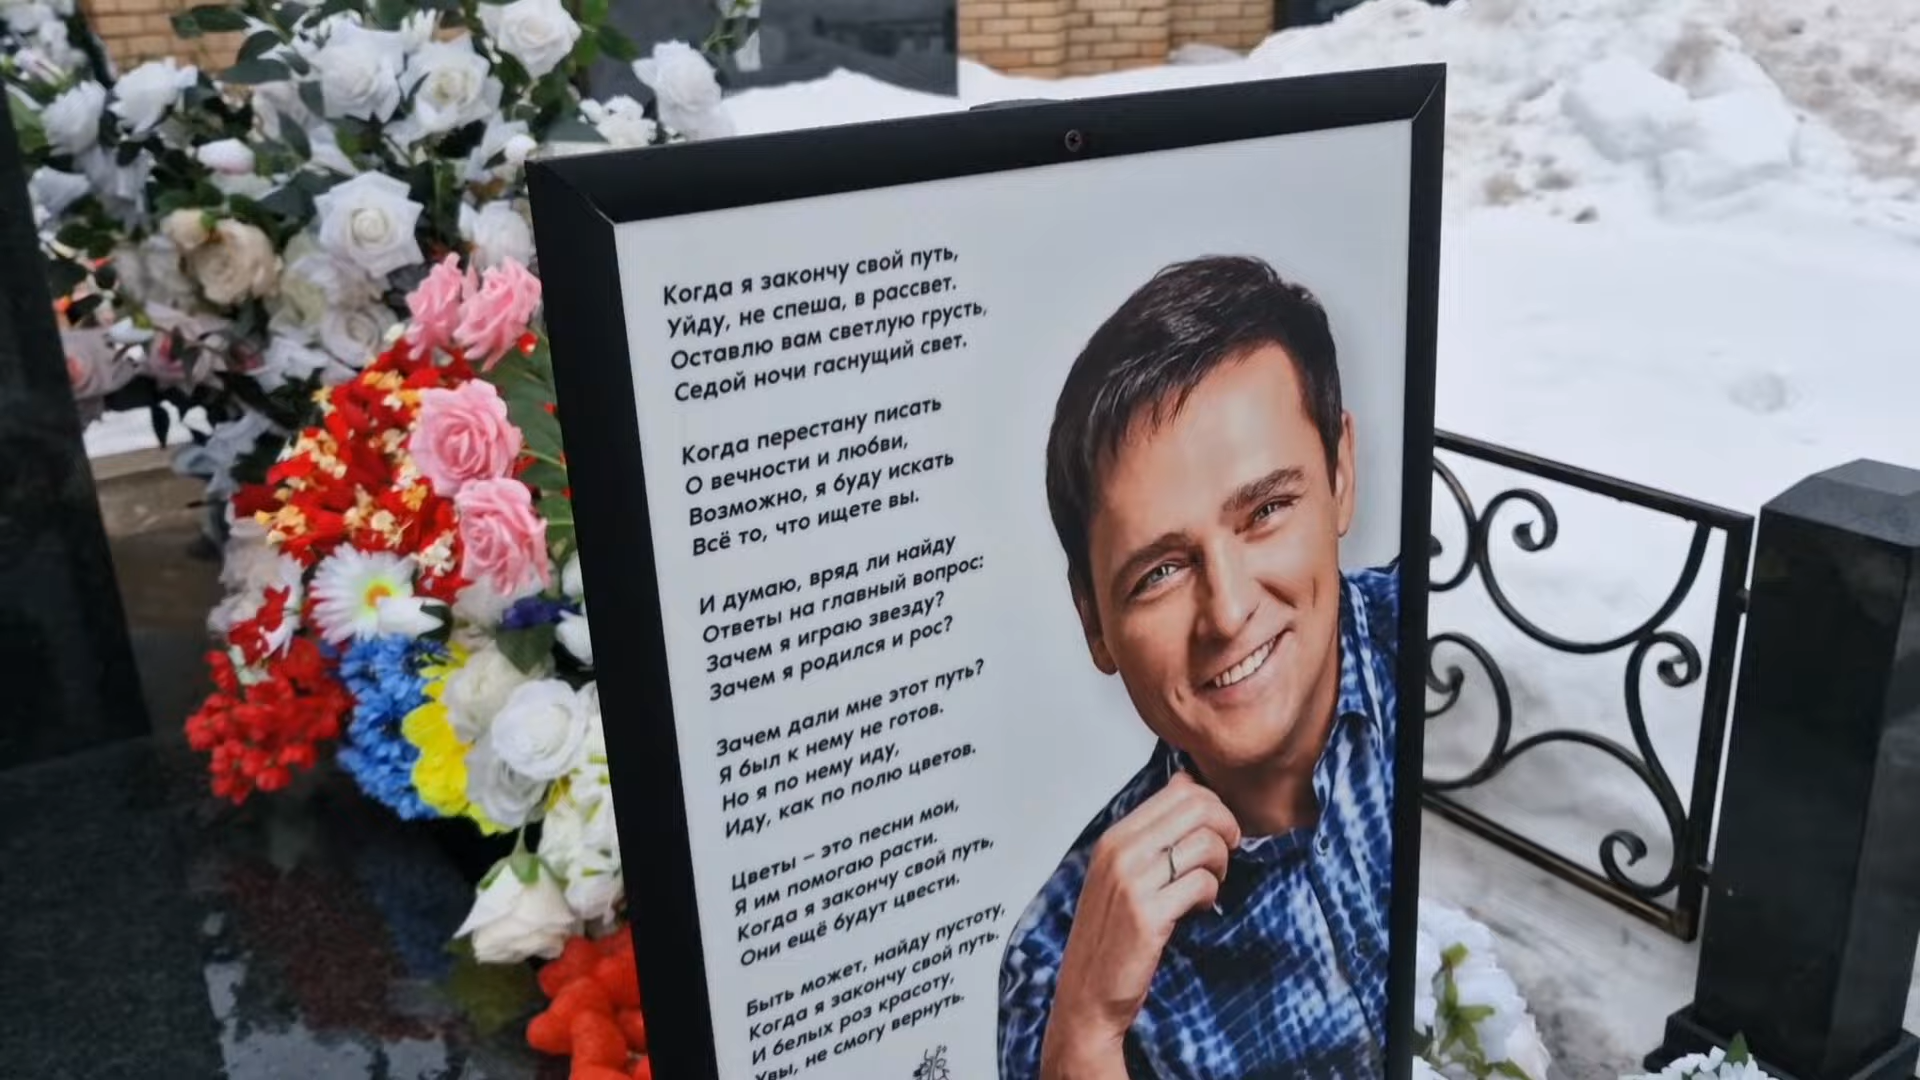 Когда я закончу свой путь,
Уйду, не спеша, в рассвет.
Оставлю вам светлую грусть,
Седой ночи гаснущий свет.
Когда перестану писать
О вечности и любви,
Возможно, я буду искать
Всё то, что ищете вы.
И думаю, вряд ли найду
Ответы на главный вопрос:
Зачем я играю звезду?
Зачем я родился и рос?
Зачем дали мне этот путь?
Я был к нему не готов.
Но я по нему иду,
Иду, как по полю цветов.
Цветы – это песни мои,
Я им помогаю расти.
Когда я закончу свой путь,
Они ещё будут цвести.
Быть может, найду пустоту,
Когда я закончу свой путь.
И белых роз красоту,
Увы, не смогу вернуть.